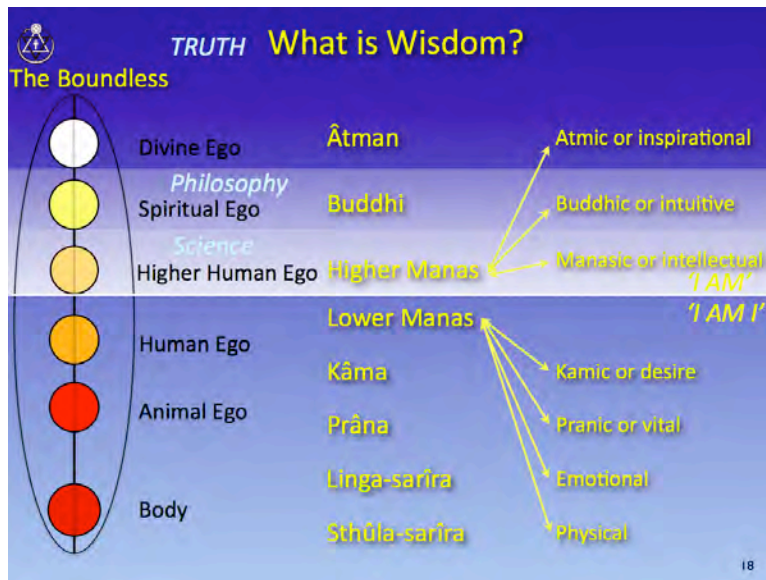 TRUTH What is Wisdom?
The Boundless
Divine Ego Âtman Atmic or inspirational
Philosophy
Spiritual Ego Buddhi Buddhic or intuitive
Science
Higher Human Ego Higher Manas Manasic or intellectual
'I AM'
Lower Manas 'I AM I'
Human Ego
Kâma Kamic or desire
Animal Ego
Prâna Pranic or vital
Linga-sarîra Emotional
Body
Sthûla-sarîra Physical
18